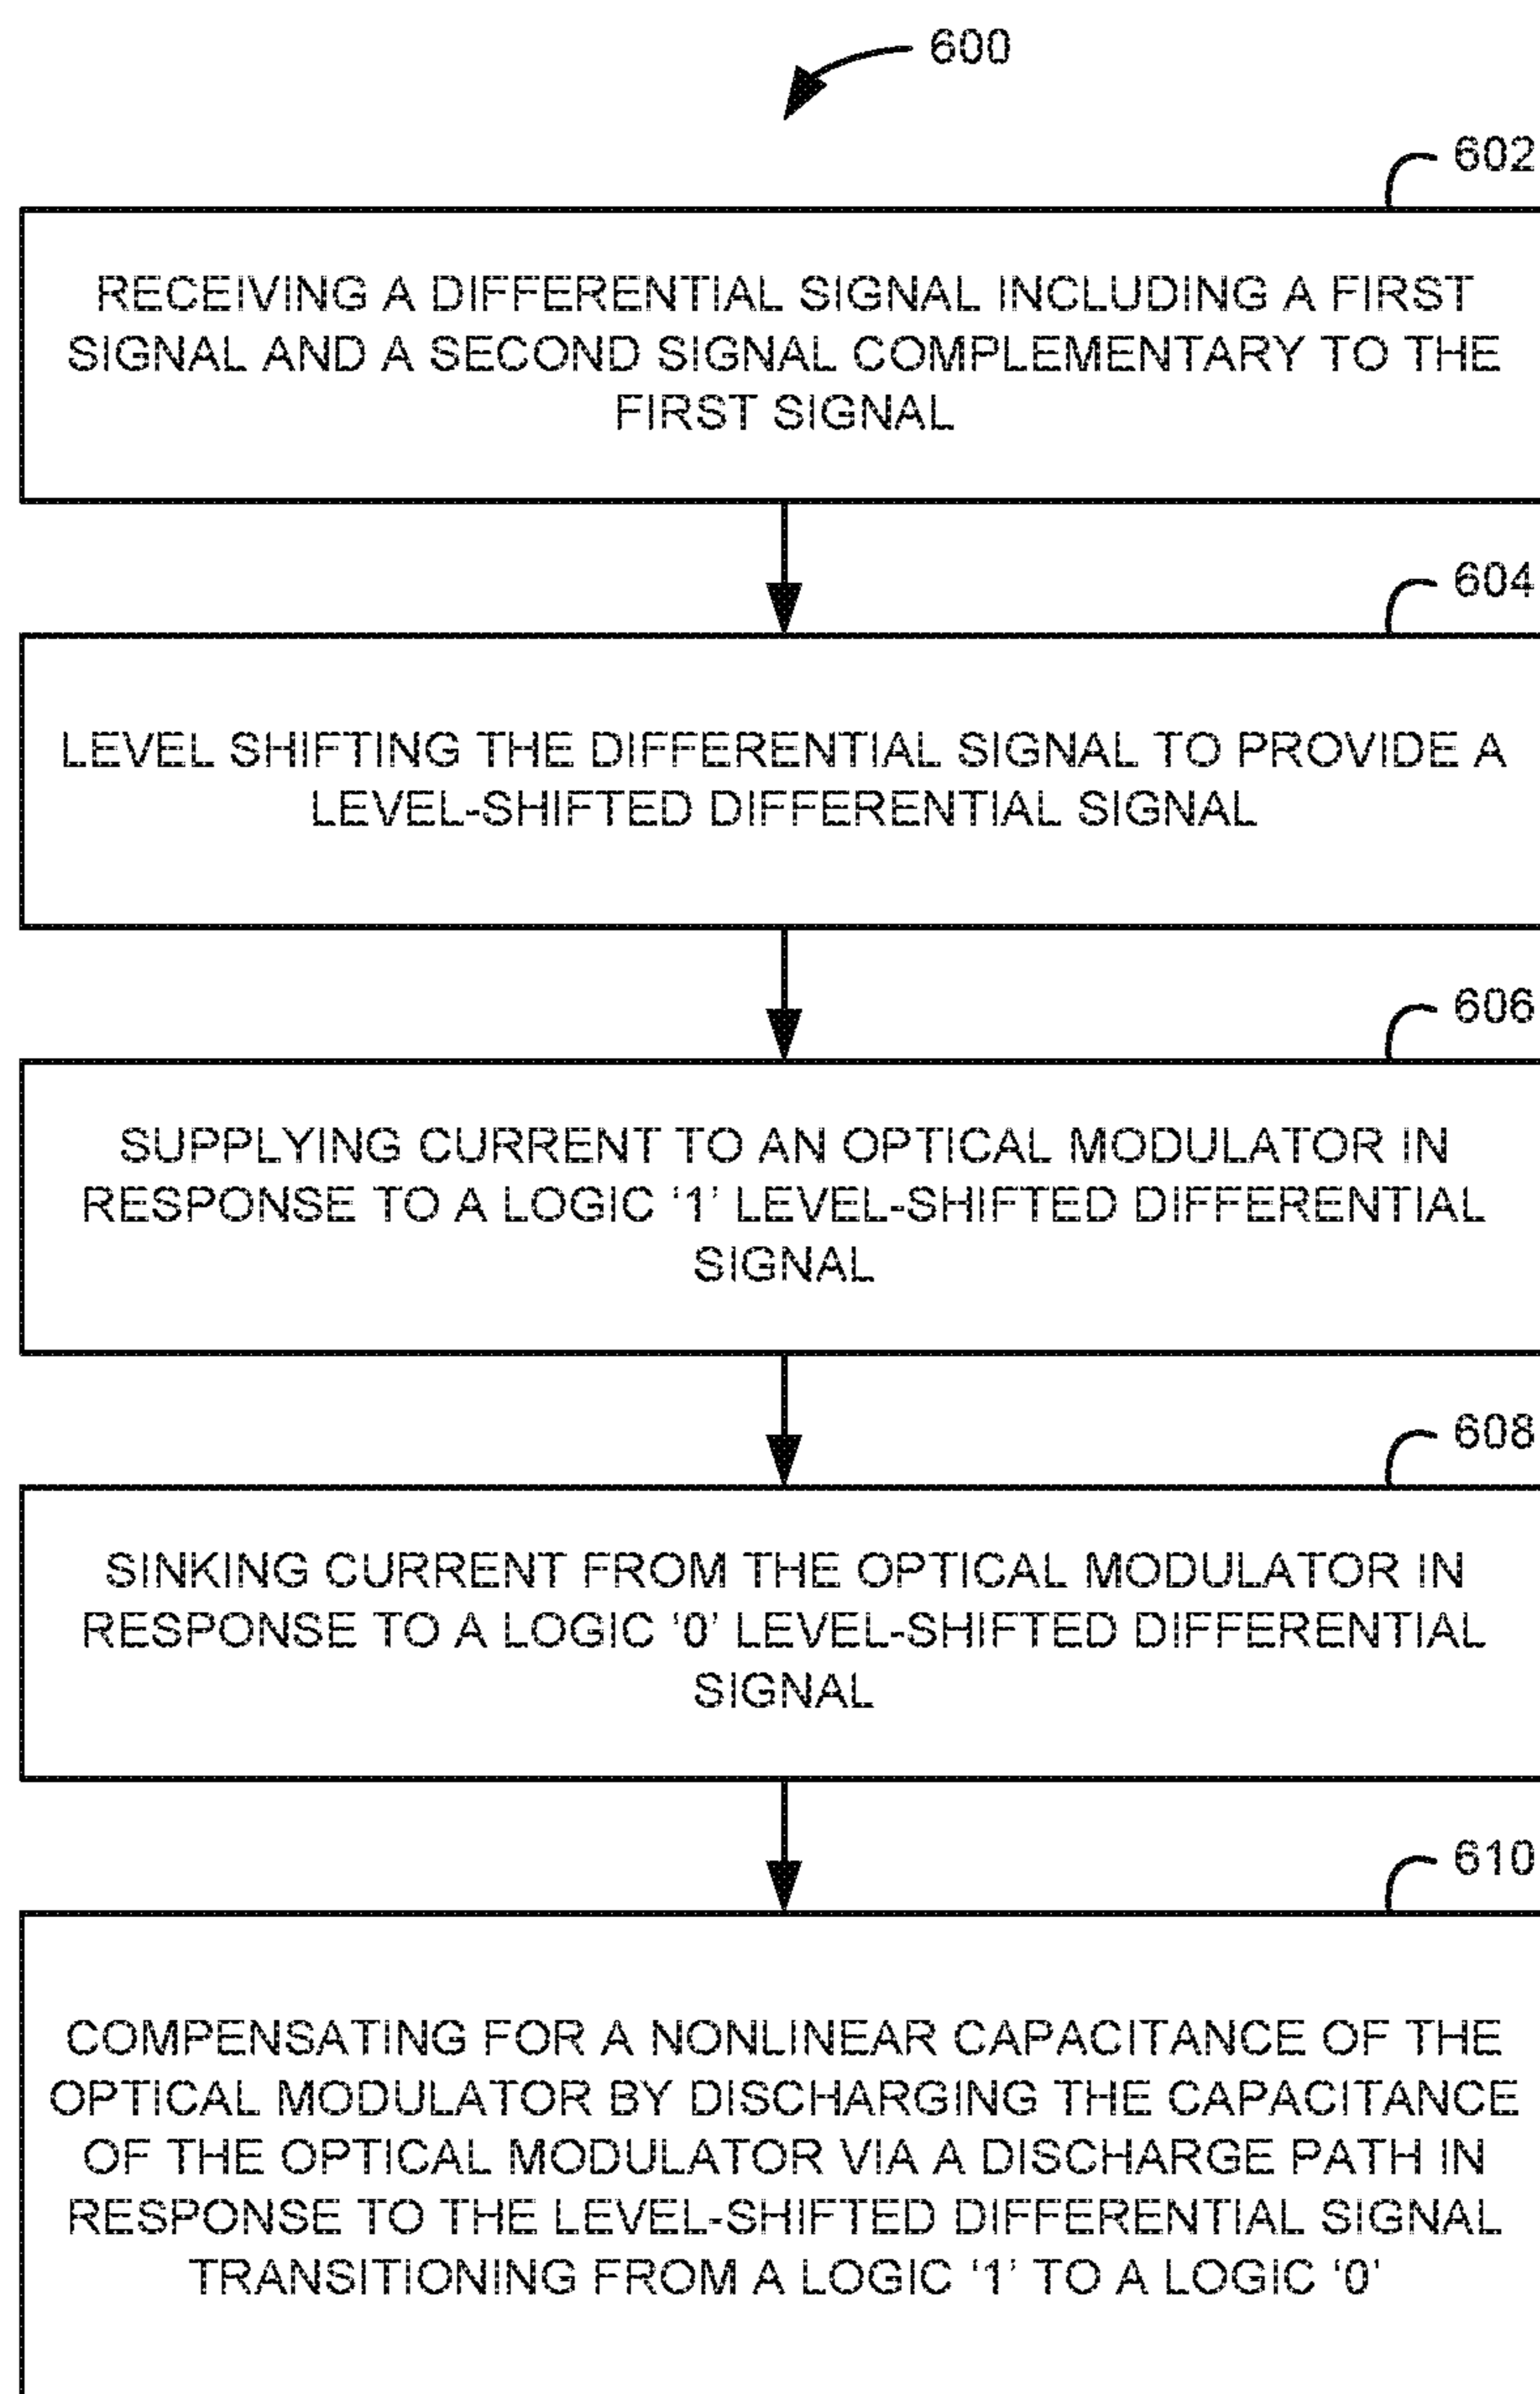 600
602
RECEIVING A DIFFERENTIAL SIGNAL INCLUDING A FIRST
SIGNAL AND A SECOND SIGNAL COMPLEMENTARY TO THE
FIRST SIGNAL
604
LEVEL SHIFTING THE DIFFERENTIAL SIGNAL TO PROVIDE A
LEVEL-SHIFTED DIFFERENTIAL SIGNAL
606
SUPPLYING CURRENT TO AN OPTICAL MODULATOR IN
RESPONSE TO A LOGIC ‘1’ LEVEL-SHIFTED DIFFERENTIAL
SIGNAL
608
SINKING CURRENT FROM THE OPTICAL MODULATOR IN
RESPONSE TO A LOGIC ‘0’ LEVEL-SHIFTED DIFFERENTIAL
SIGNAL
610
COMPENSATING FOR A NONLINEAR CAPACITANCE OF THE
OPTICAL MODULATOR BY DISCHARGING THE CAPACITANCE
OF THE OPTICAL MODULATOR VIA A DISCHARGE PATH IN
RESPONSE TO THE LEVEL-SHIFTED DIFFERENTIAL SIGNAL
TRANSITIONING FROM A LOGIC ‘1’ TO A LOGIC ‘0’